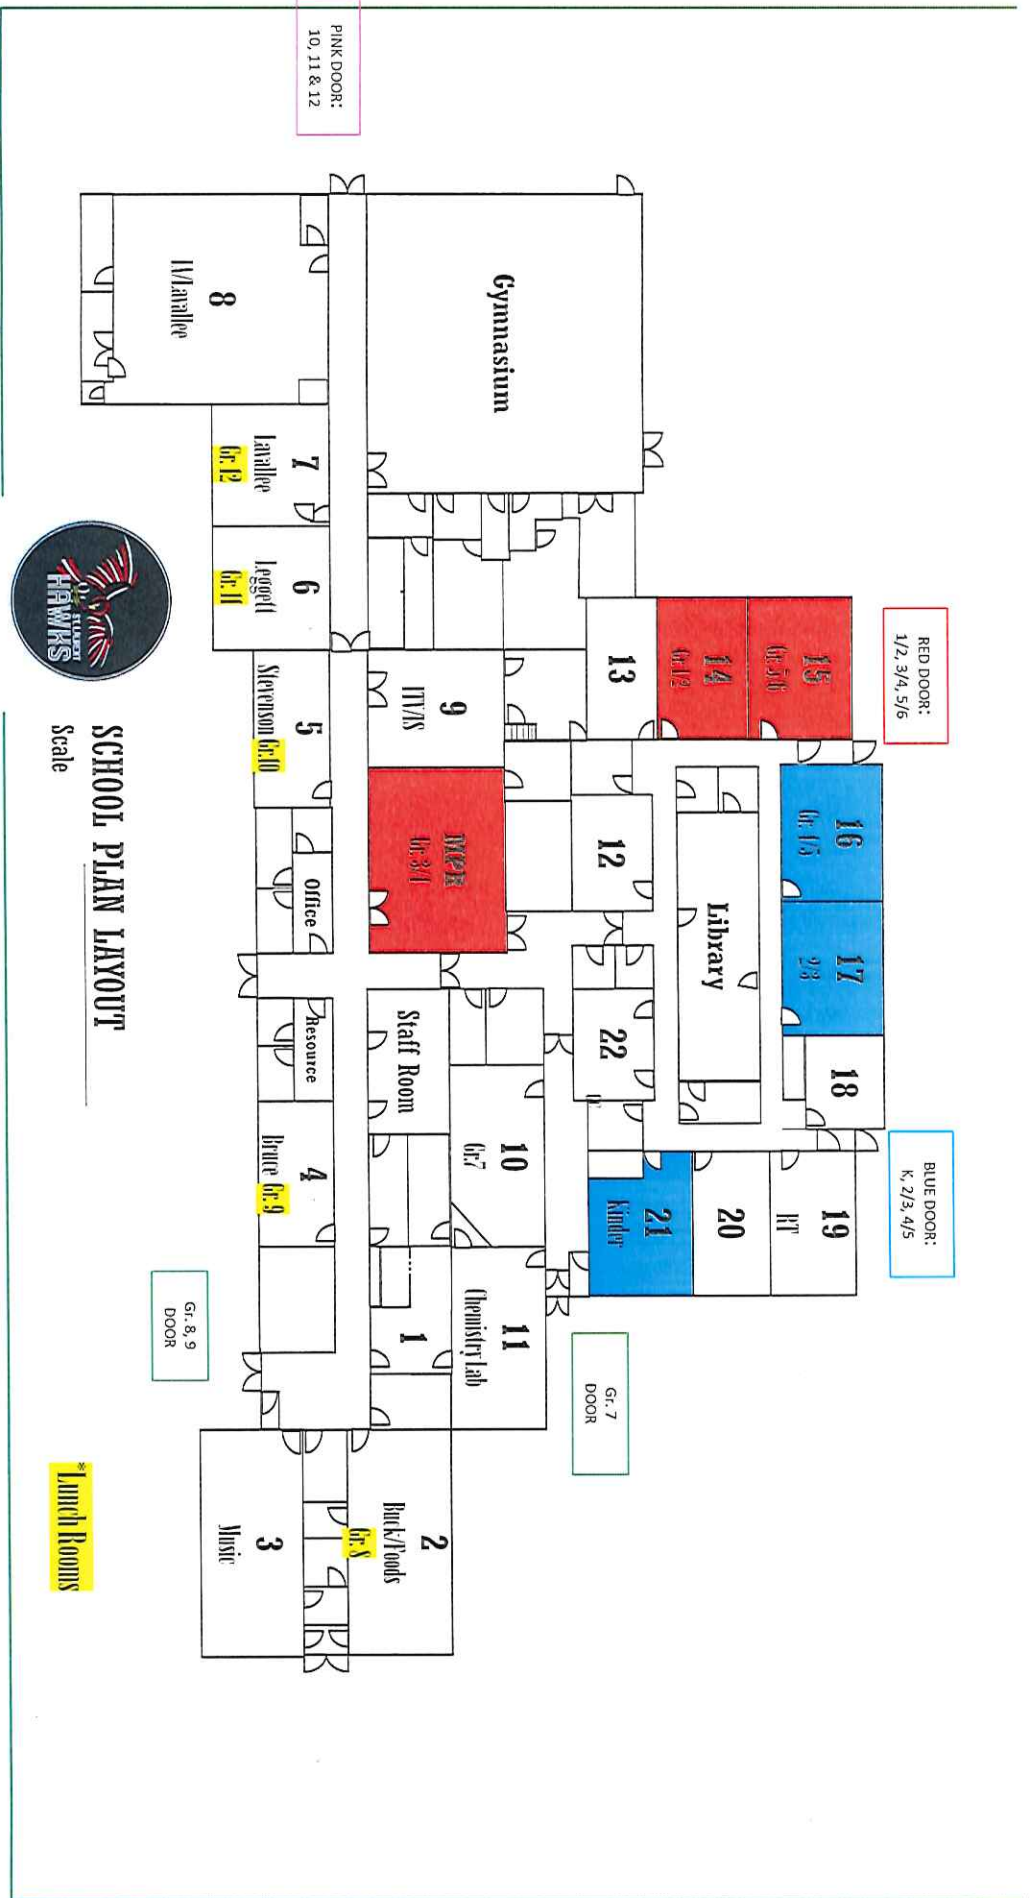 PINK DOOR:
10, 11 & 12
RED DOOR:
1/2, 3/4, 5/6
BLUE DOOR:
K, 2/3, 4/5
15
Gr. 5/6
14
Gr. 1/2
13
16
Gr. 4/5
17
2/3
18
19
RT
20
21
Kinder
Library
12
22
Gymnasium
9
ITV/IS
MPR
Gr. 3/4
Staff Room
10
Gr.7
11
Chemistry Lab
1
Gr. 7
DOOR
8
IA/Lavallee
7
Lavallee
Gr. 12
6
Leggett
Gr. 11
5
Stevenson Gr.10
Office
Resource
4
Bruce Gr. 9
2
Buck/Foods
Gr. 8
3
Music
Gr. 8, 9
DOOR
ST. LAURENT
HAWKS
SCHOOL PLAN LAYOUT
Scale
*Lunch Rooms